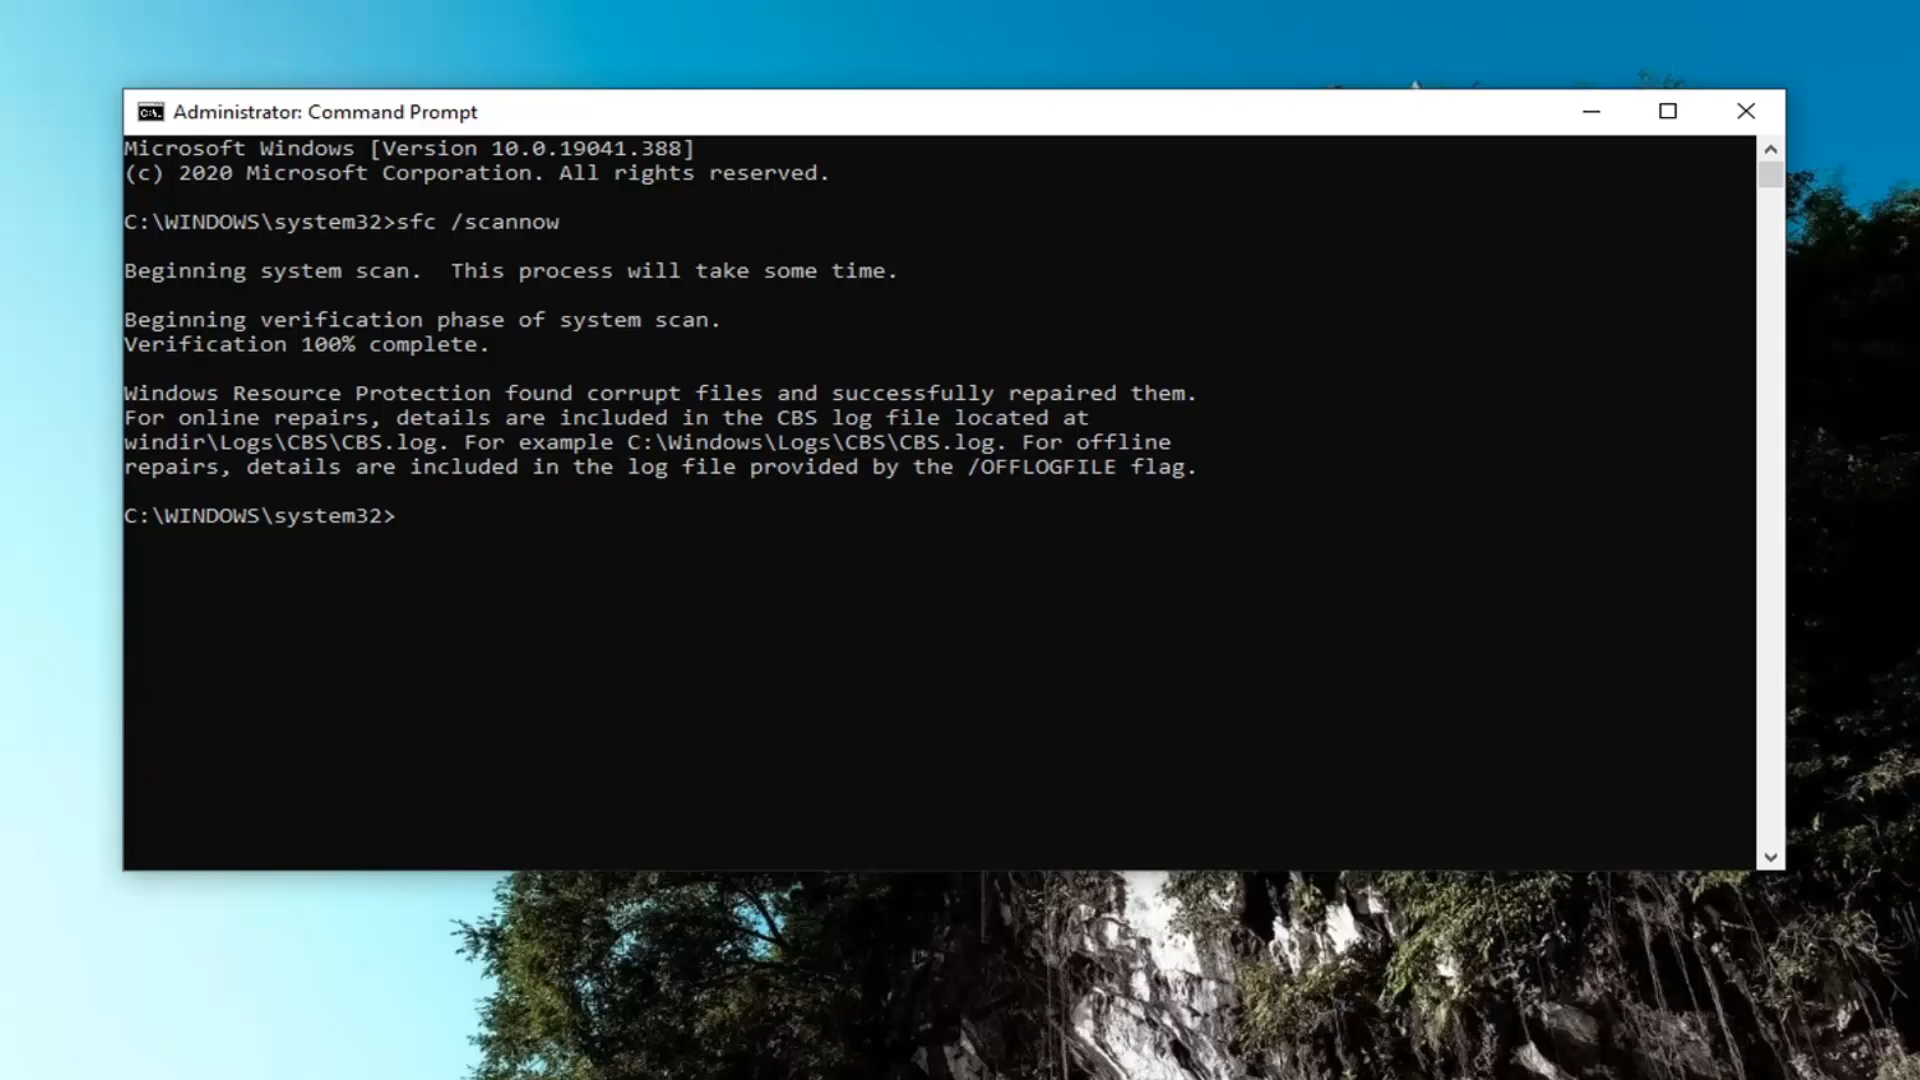 Administrator: Command Prompt
Microsoft Windows [Version 10.0.19041.388]
(c) 2020 Microsoft Corporation. All rights reserved.
C:\WINDOWS\system32>sfc /scannow
Beginning system scan.  This process will take some time.
Beginning verification phase of system scan.
Verification 100% complete.
Windows Resource Protection found corrupt files and successfully repaired them.
For online repairs, details are included in the CBS log file located at
windir\Logs\CBS\CBS.log. For example C:\Windows\Logs\CBS\CBS.log. For offline
repairs, details are included in the log file provided by the /OFFLOGFILE flag.
C:\WINDOWS\system32>